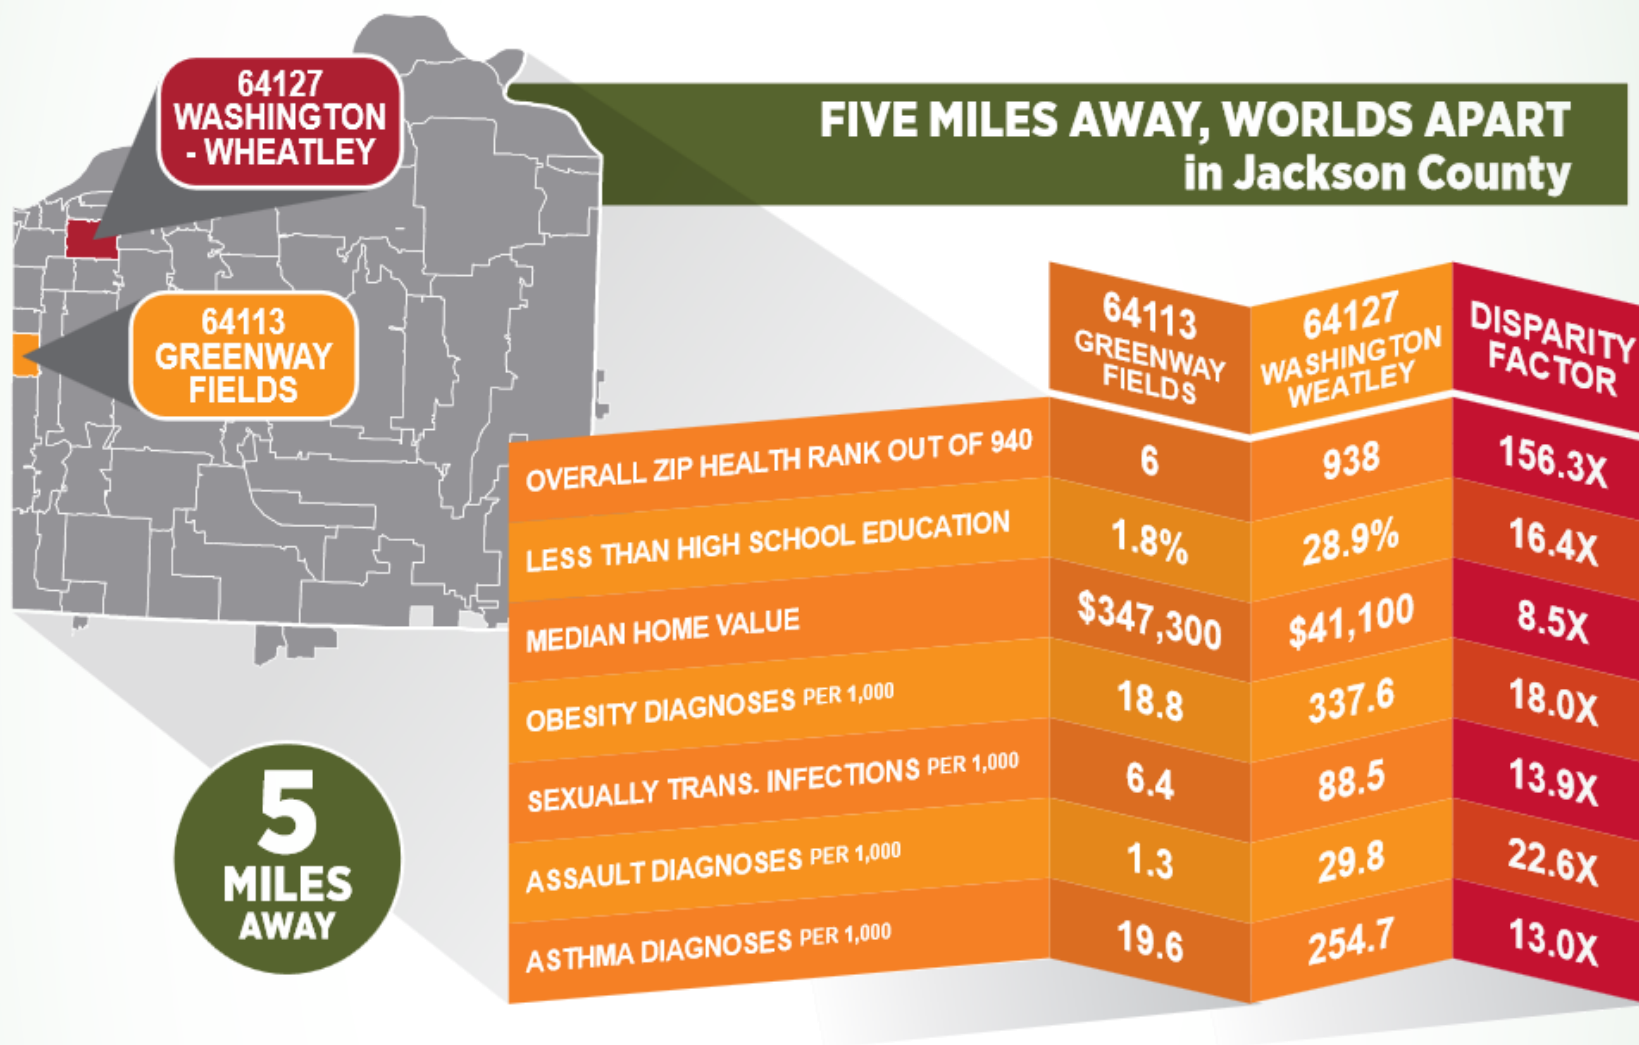 64127
WASHINGTON
- WHEATLEY
FIVE MILES AWAY, WORLDS APART
in Jackson County
64113
GREENWAY
FIELDS
5
MILES
AWAY
64113
GREENWAY
FIELDS
64127
WASHINGTON
WEATLEY
DISPARITY
FACTOR
OVERALL ZIP HEALTH RANK OUT OF 940 6 938 156.3X
LESS THAN HIGH SCHOOL EDUCATION 1.8% 28.9% 16.4X
MEDIAN HOME VALUE $347,300 $41,100 8.5X
OBESITY DIAGNOSES PER 1,000 18.8 337.6 18.0X
SEXUALLY TRANS. INFECTIONS PER 1,000 6.4 88.5 13.9X
ASSAULT DIAGNOSES PER 1,000 1.3 29.8 22.6X
ASTHMA DIAGNOSES PER 1,000 19.6 254.7 13.0X